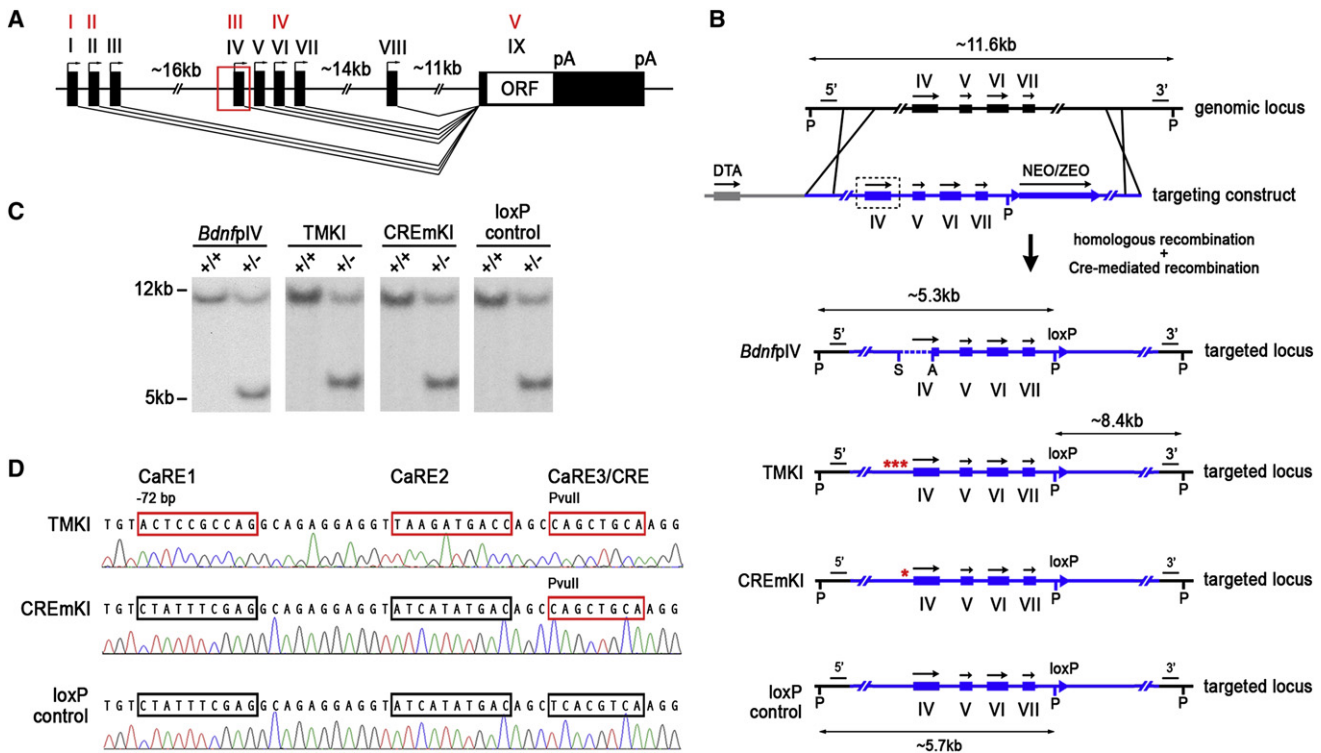 A
I II III IV V
I II III IV V VI VII VIII IX
~16kb ~14kb ~11kb
pA pA
ORF
B
~11.6kb
IV V VI VII
5' 3'
P P
genomic locus
DTA
NEO/ZEO
targeting construct
IV V VI VII P
homologous recombination
+
Cre-mediated recombination
~5.3kb
5' loxP 3'
BdnfpIV
targeted locus
P S A P P
IV V VI VII
~8.4kb
5' loxP 3'
***
TMKI
targeted locus
P P P
IV V VI VII
5' loxP 3'
*
CREmKI
targeted locus
P P P
IV V VI VII
5' loxP 3'
loxP
control
targeted locus
P P P
IV V VI VII
~5.7kb
C
BdnfpIV TMKI CREmKI loxP
control
+/+ +/- +/+ +/- +/+ +/- +/+ +/-
12kb
5kb
D
CaRE1 CaRE2 CaRE3/CRE
-72 bp PvuII
TMKI TGTACTCCGCCAGGCAGAGGAGGTTAAGATGACCAGCCAGCTGCAAGG
PvuII
CREmKI TGTCTATTTCGAGGCAGAGGAGGTATCATATGACAGCCAGCTGCAAGG
loxP
control TGTCTATTTCGAGGCAGAGGAGGTATCATATGACAGCTCACGTCAAGG